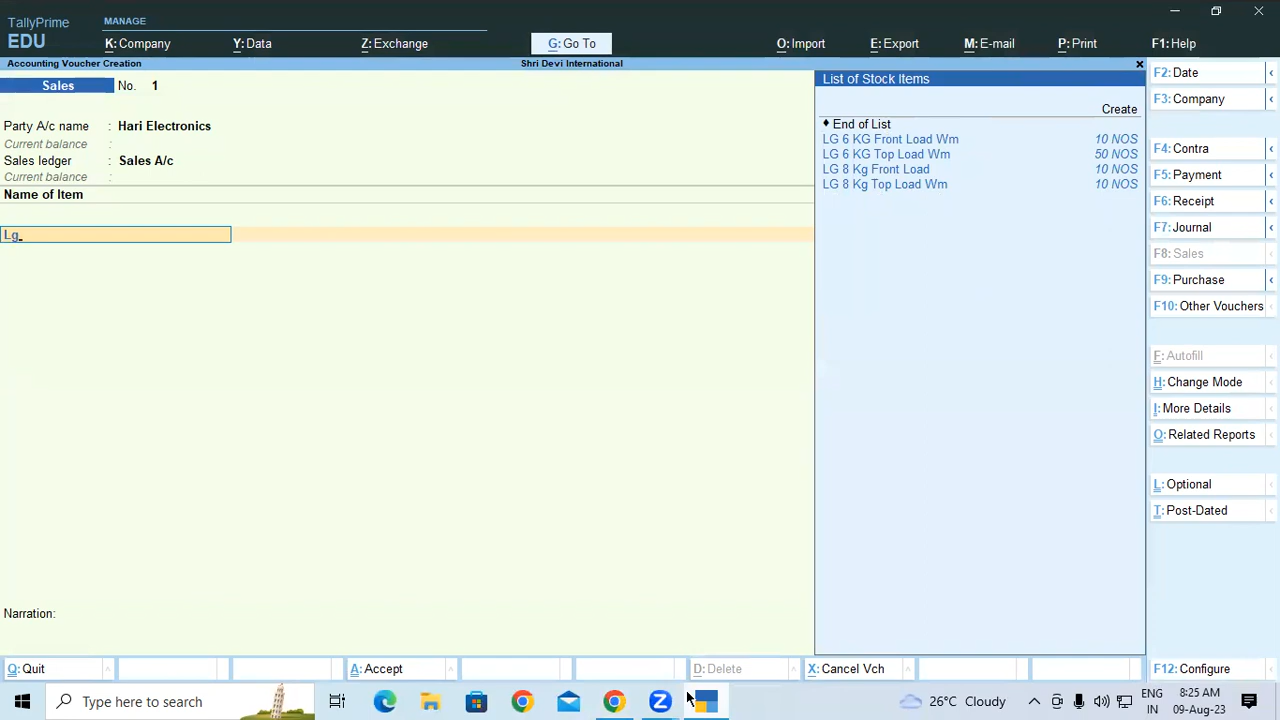 TallyPrime
EDU
MANAGE
K: Company
Y: Data
Z: Exchange
G: Go To
O: Import
E: Export
M: E-mail
P: Print
F1: Help
Accounting Voucher Creation
Shri Devi International
Sales No. 1
Party A/c name : Hari Electronics
Current balance :
Sales ledger : Sales A/c
Current balance :
Name of Item
Lg
Narration:
List of Stock Items
Create
♦ End of List
LG 6 KG Front Load Wm 10 NOS
LG 6 KG Top Load Wm 50 NOS
LG 8 Kg Front Load 10 NOS
LG 8 Kg Top Load Wm 10 NOS
F2: Date
F3: Company
F4: Contra
F5: Payment
F6: Receipt
F7: Journal
F8: Sales
F9: Purchase
F10: Other Vouchers
F: Autofill
H: Change Mode
I: More Details
O: Related Reports
L: Optional
T: Post-Dated
Q: Quit
A: Accept
D: Delete
X: Cancel Vch
F12: Configure
Type here to search
26°C Cloudy
ENG
IN
8:25 AM
09-Aug-23